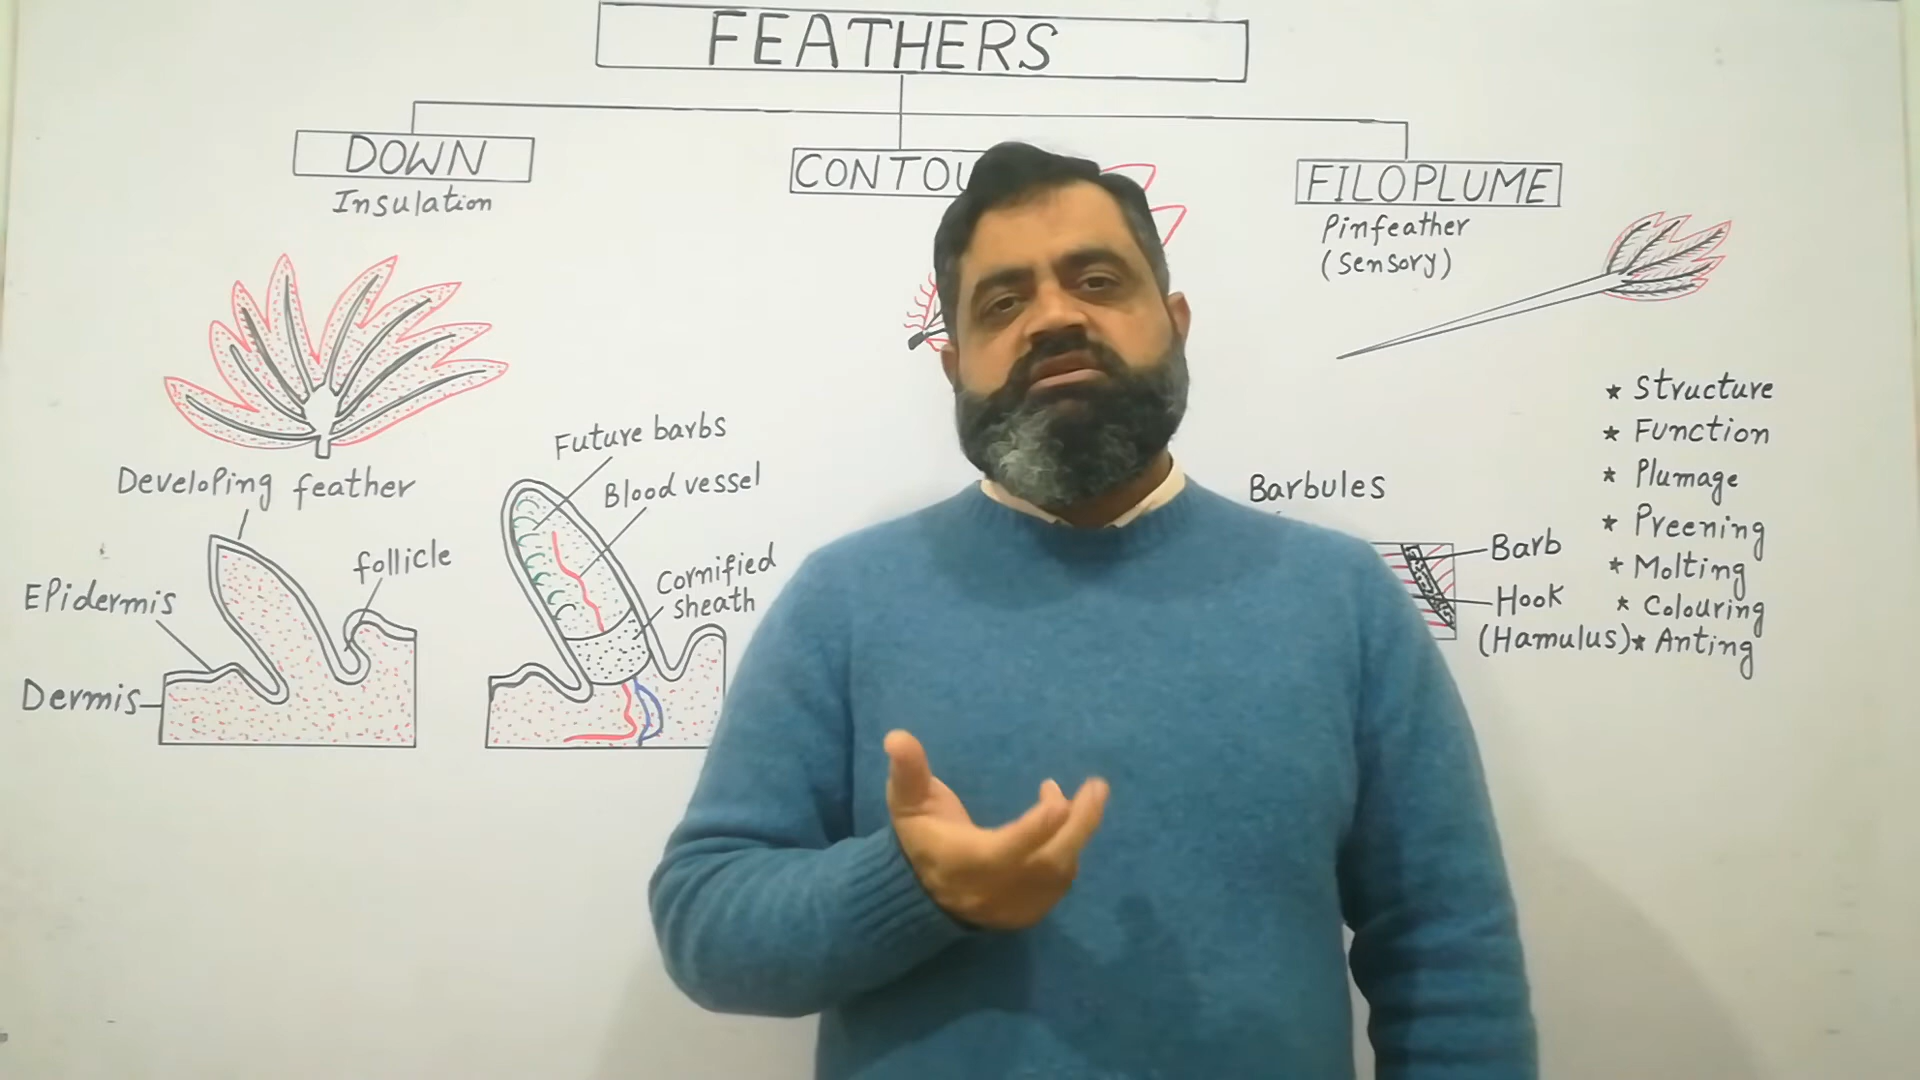 FEATHERS
DOWN
Insulation
CONTOU
FILOPLUME
Pinfeather
(Sensory)
Developing feather
Epidermis
follicle
Dermis
Future barbs
Blood vessel
Cornified
sheath
Barbules
Barb
Hook
(Hamulus)
★ Structure
★ Function
★ Plumage
★ Preening
★ Molting
★ Colouring
★ Anting